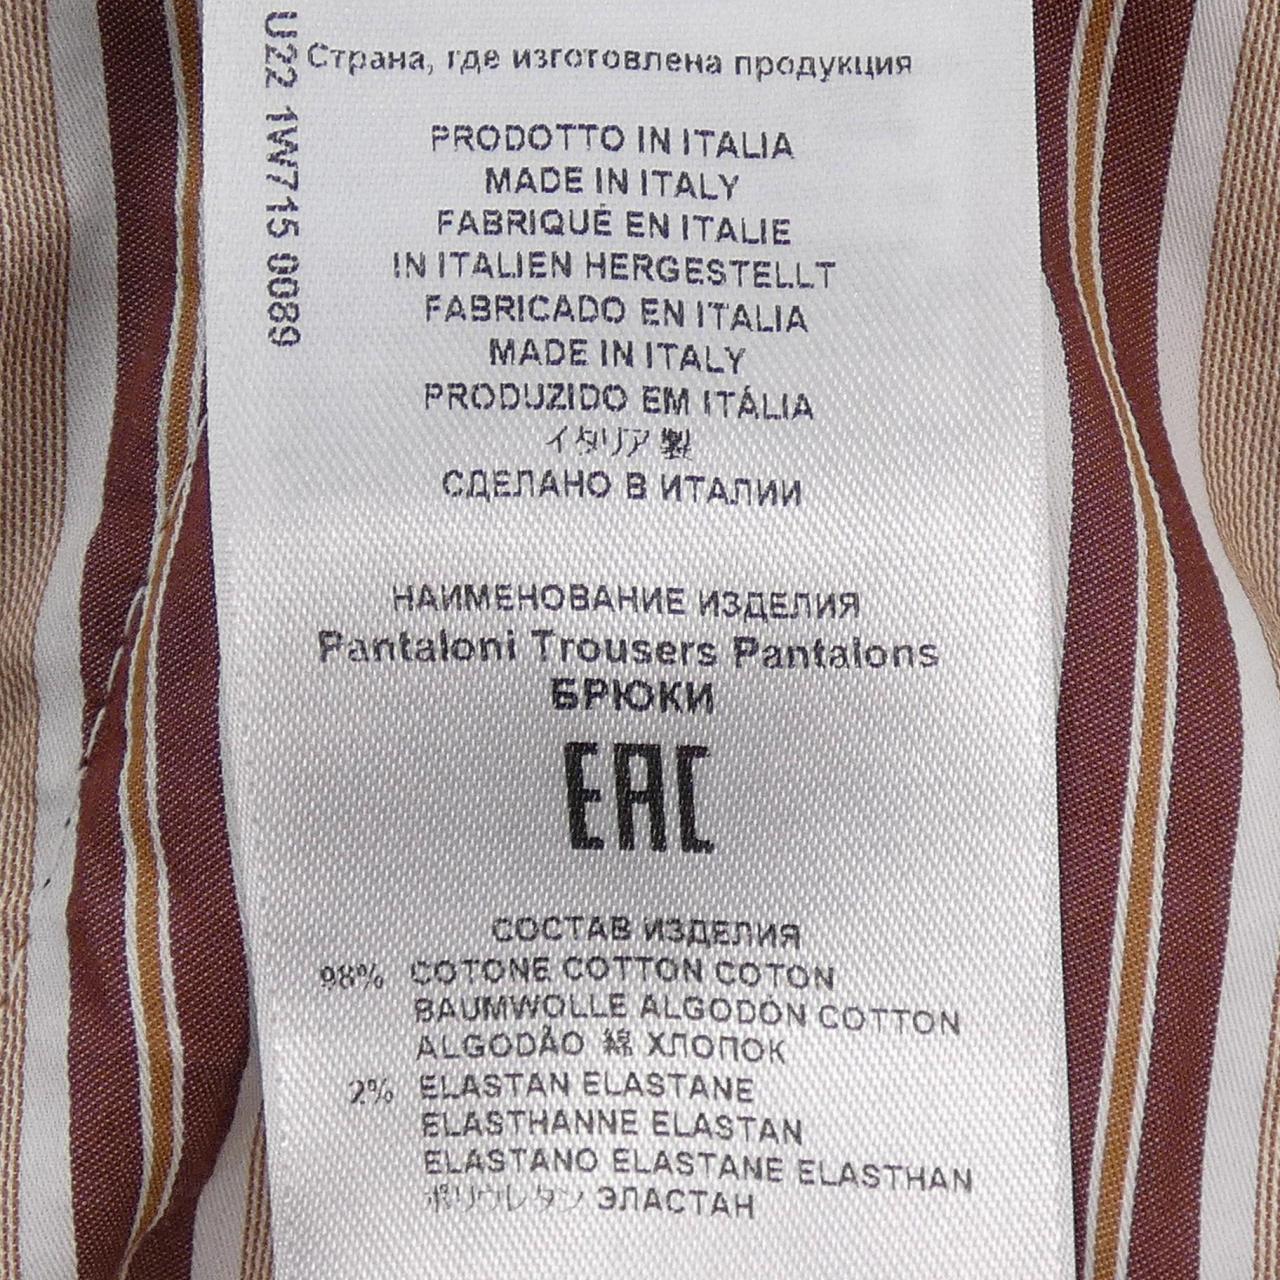 U22 1W715 0089
Страна, где изготовлена продукция
PRODOTTO IN ITALIA
MADE IN ITALY
FABRIQUÉ EN ITALIE
IN ITALIEN HERGESTELLT
FABRICADO EN ITALIA
MADE IN ITALY
PRODUZIDO EM ITÁLIA
イタリア製
СДЕЛАНО В ИТАЛИИ
НАИМЕНОВАНИЕ ИЗДЕЛИЯ
Pantaloni Trousers Pantalons
БРЮКИ
EAC
СОСТАВ ИЗДЕЛИЯ
98% COTONE COTTON COTON
BAUMWOLLE ALGODÓN COTTON
ALGODÃO 綿 ХЛОПОК
2% ELASTAN ELASTANE
ELASTHANNE ELASTAN
ELASTANO ELASTANE ELASTHAN
ポリウレタン ЭЛАСТАН